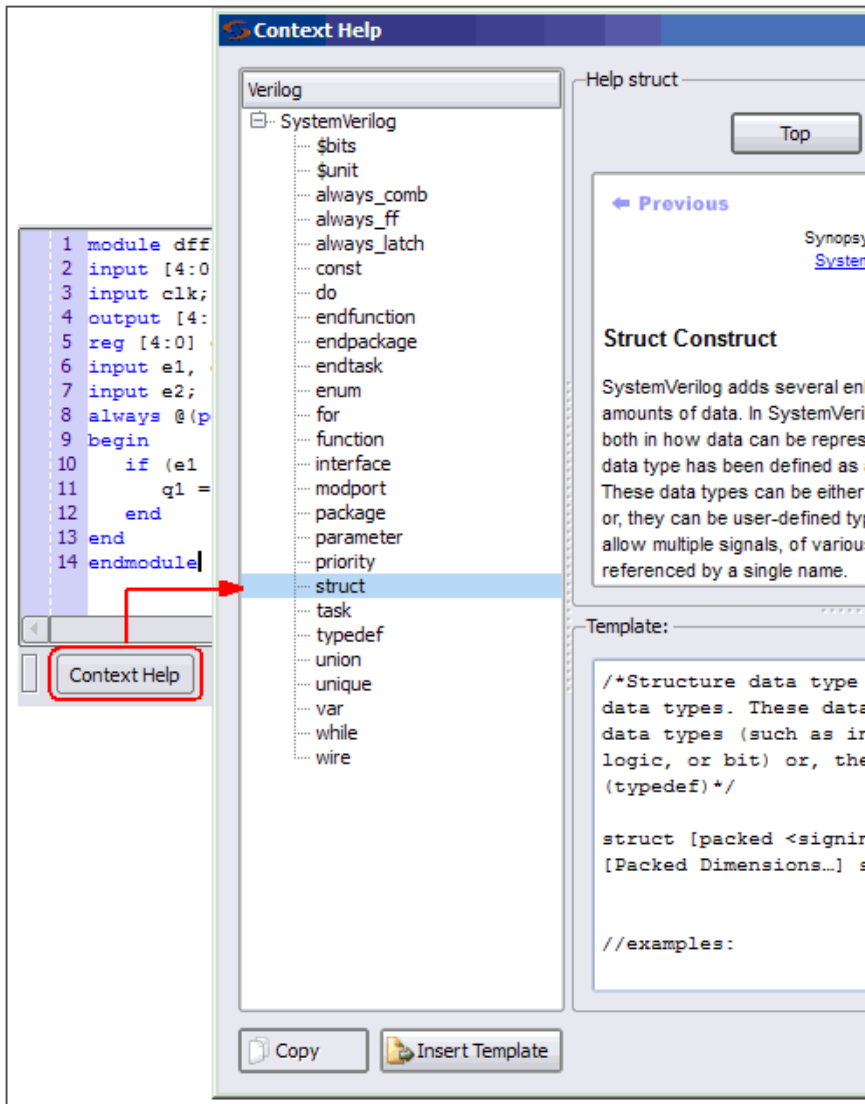 Context Help
Verilog
SystemVerilog
$bits
$unit
always_comb
always_ff
always_latch
const
do
endfunction
endpackage
endtask
enum
for
function
interface
modport
package
parameter
priority
struct
task
typedef
union
unique
var
while
wire
Help struct
Top
Previous
Synopsy
System
Struct Construct
SystemVerilog adds several en
amounts of data. In SystemVeri
both in how data can be repres
data type has been defined as
These data types can be either
or, they can be user-defined ty
allow multiple signals, of various
referenced by a single name.
Template:
/*Structure data type
data types. These data
data types (such as in
logic, or bit) or, the
(typedef)*/
struct [packed <signin
[Packed Dimensions…] s
//examples:
1 module dff
2 input [4:0
3 input clk;
4 output [4:
5 reg [4:0]
6 input e1,
7 input e2;
8 always @(p
9 begin
10 if (e1
11 q1 =
12 end
13 end
14 endmodule
Context Help
Copy
Insert Template